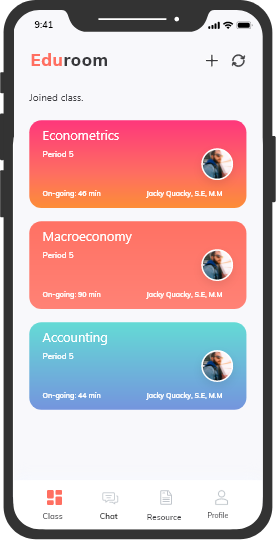 9:41
Eduroom
Joined class.
Econometrics
Period 5
On-going: 46 min Jacky Quacky, S.E, M.M
Macroeconomy
Period 5
On-going: 90 min Jacky Quacky, S.E, M.M
Accounting
Period 5
On-going: 44 min Jacky Quacky, S.E, M.M
Class Chat Resource Profile